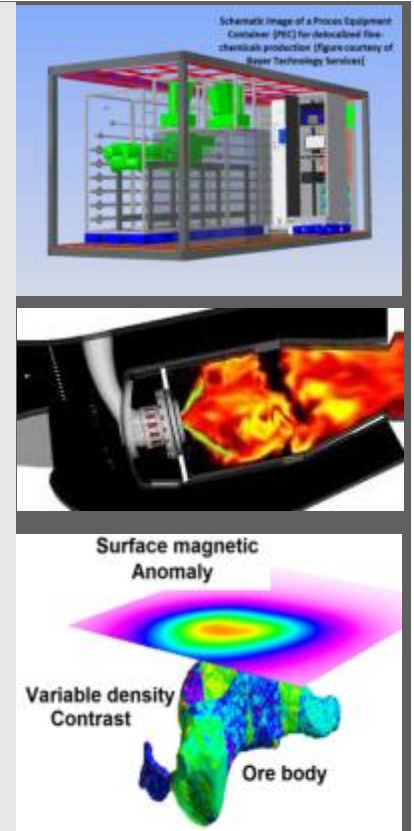 Schematic Image of a Proces Equipment
Container (PEC) for delocalized fine-
chemicals production (figure courtesy of
Bayer Technology Services)
Surface magnetic
Anomaly
Variable density
Contrast
Ore body